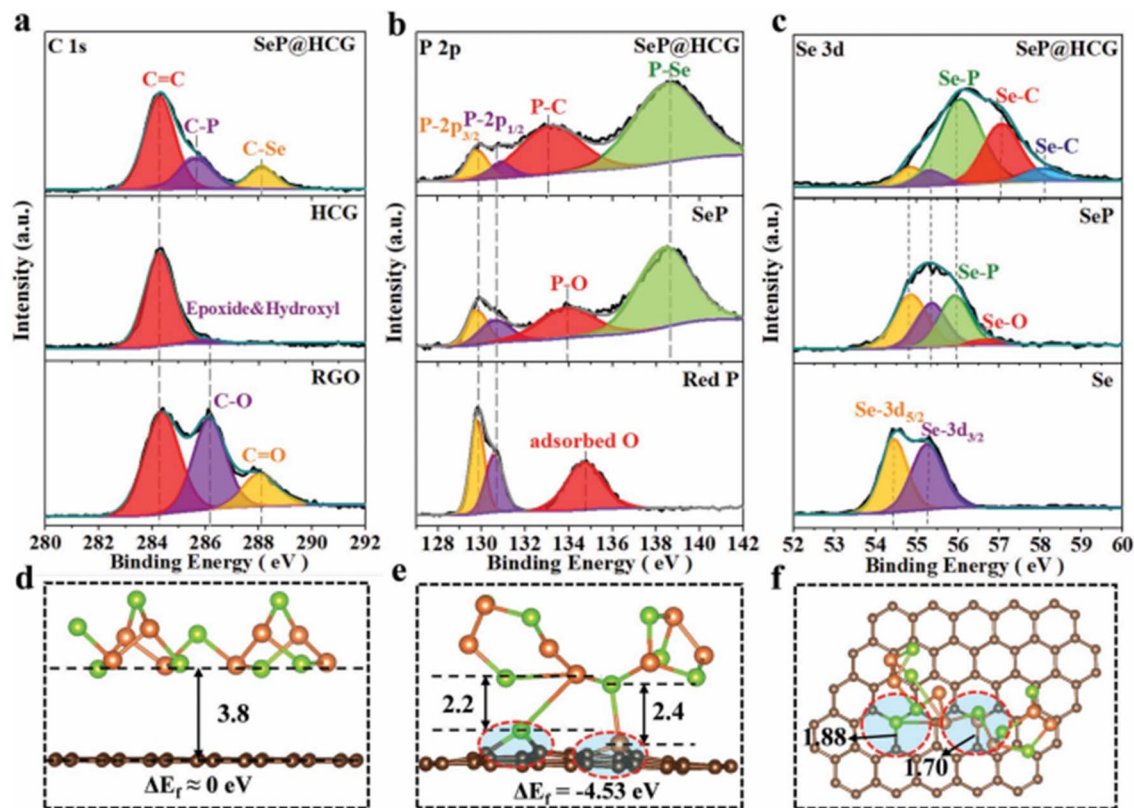 a
C 1s
SeP@HCG
C=C
C-P
C-Se
HCG
Epoxide&Hydroxyl
RGO
C-O
C=O
Intensity (a.u.)
280 282 284 286 288 290 292
Binding Energy ( eV )
b
P 2p
SeP@HCG
P-Se
P-C
P-2p1/2
P-2p3/2
SeP
P-O
Red P
adsorbed O
Intensity (a.u.)
128 130 132 134 136 138 140 142
Binding Energy ( eV )
c
Se 3d
SeP@HCG
Se-P
Se-C
Se-C
SeP
Se-P
Se-O
Se
Se-3d5/2
Se-3d3/2
Intensity (a.u.)
52 53 54 55 56 57 58 59 60
Binding Energy ( eV )
d
3.8
ΔEf ≈ 0 eV
e
2.2
2.4
ΔEf = -4.53 eV
f
1.88
1.70